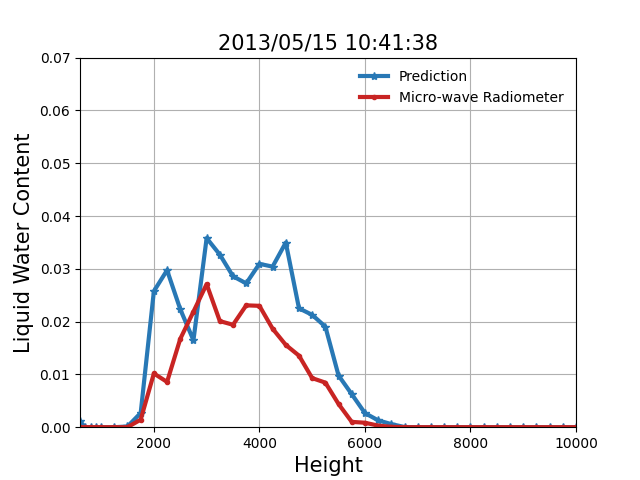 2013/05/15 10:41:38
0.07
0.06
0.05
0.04
0.03
0.02
0.01
0.00
Liquid Water Content
Prediction
Micro-wave Radiometer
2000 4000 6000 8000 10000
Height